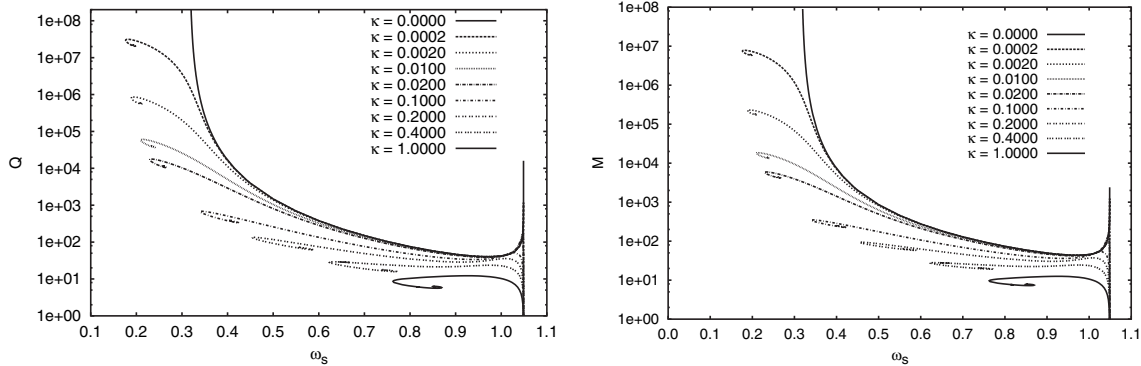 1e+08
1e+07
1e+06
1e+05
1e+04
1e+03
1e+02
1e+01
1e+00
Q
κ = 0.0000
κ = 0.0002
κ = 0.0020
κ = 0.0100
κ = 0.0200
κ = 0.1000
κ = 0.2000
κ = 0.4000
κ = 1.0000
0.1 0.2 0.3 0.4 0.5 0.6 0.7 0.8 0.9 1.0 1.1
ωs
1e+08
1e+07
1e+06
1e+05
1e+04
1e+03
1e+02
1e+01
1e+00
M
κ = 0.0000
κ = 0.0002
κ = 0.0020
κ = 0.0100
κ = 0.0200
κ = 0.1000
κ = 0.2000
κ = 0.4000
κ = 1.0000
0.0 0.1 0.2 0.3 0.4 0.5 0.6 0.7 0.8 0.9 1.0 1.1
ωs